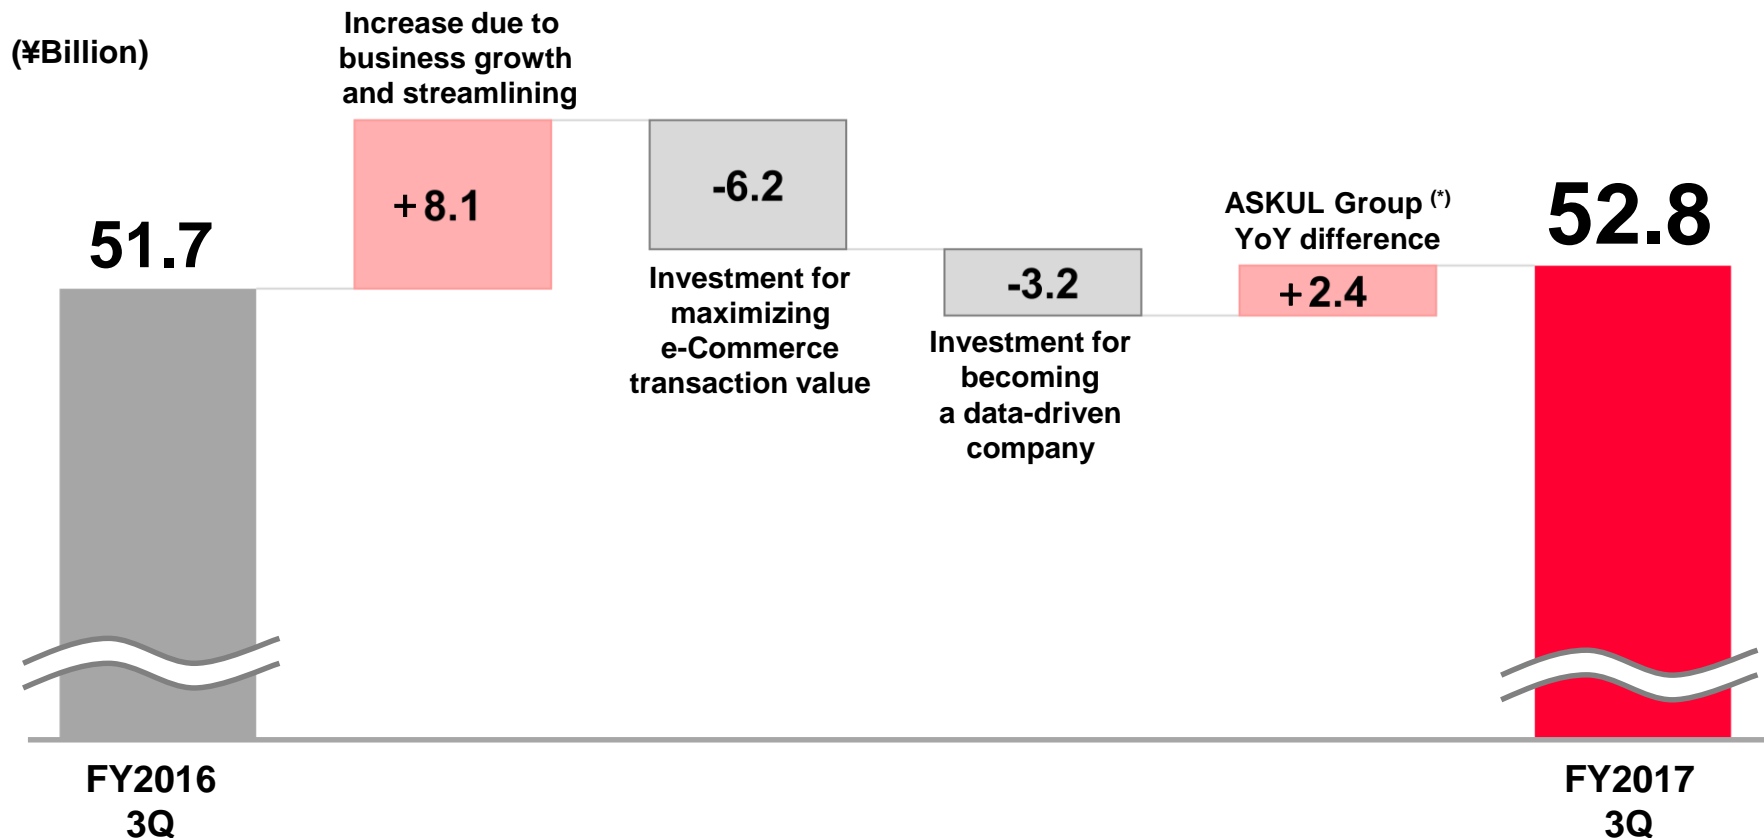 (¥Billion)
Increase due to
business growth
and streamlining
51.7
+8.1
-6.2
Investment for
maximizing
e-Commerce
transaction value
-3.2
Investment for
becoming
a data-driven
company
ASKUL Group (*)
YoY difference
+2.4
52.8
FY2016
3Q
FY2017
3Q